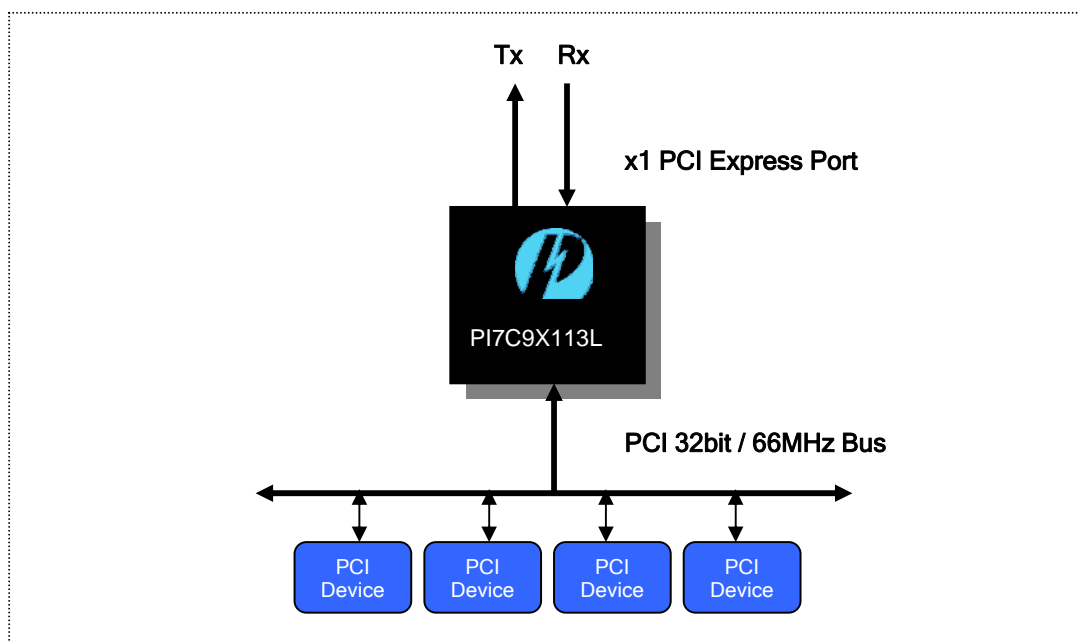 Tx Rx
x1 PCI Express Port
PI7C9X113L
PCI 32bit / 66MHz Bus
PCI Device
PCI Device
PCI Device
PCI Device